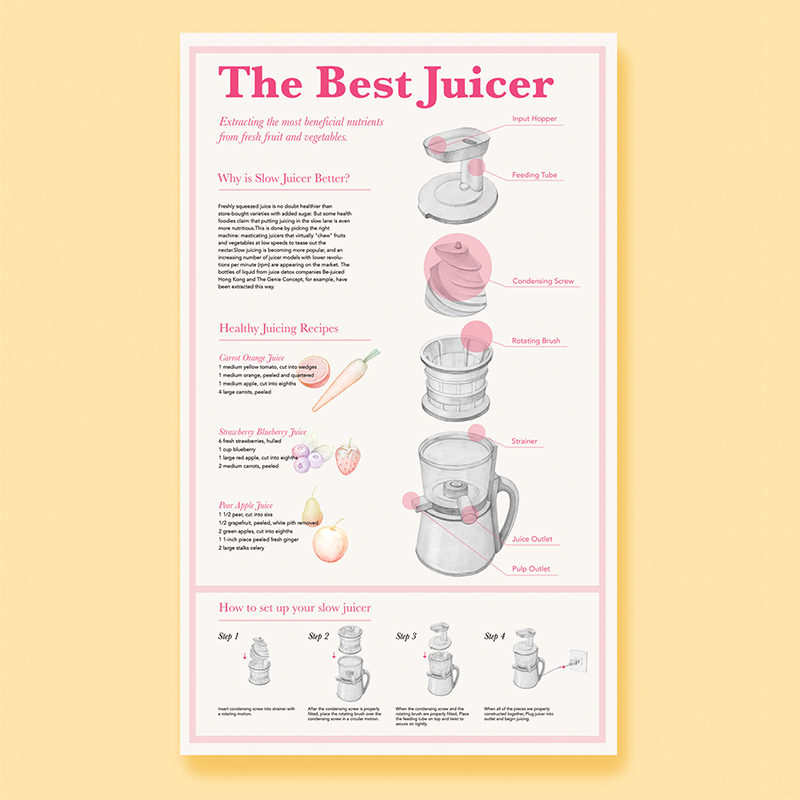 The Best Juicer
Extracting the most beneficial nutrients
from fresh fruit and vegetables.
Why is Slow Juicer Better?
Freshly squeezed juice is no doubt healthier than
store-bought varieties with added sugar. But some health
foodies claim that putting juicing in the slow lane is even
more nutritious.This is done by picking the right
machine: masticating juicers that virtually "chew" fruits
and vegetables at low speeds to tease out the
nectar.Slow juicing is becoming more popular, and an
increasing number of juicer models with lower revolu-
tions per minute (rpm) are appearing on the market. The
bottles of liquid from juice detox companies Be-juiced
Hong Kong and The Genie Concept, for example, have
been extracted this way.
Healthy Juicing Recipes
Carrot Orange Juice
1 medium yellow tomato, cut into wedges
1 medium orange, peeled and quartered
1 medium apple, cut into eighths
4 large carrots, peeled
Strawberry Blueberry Juice
6 fresh strawberries, hulled
1 cup blueberry
1 large red apple, cut into eighths
2 medium carrots, peeled
Pear Apple Juice
1 1/2 pear, cut into sixs
1/2 grapefruit, peeled, white pith removed
2 green apples, cut into eighths
1 1-inch piece peeled fresh ginger
2 large stalks celery
Input Hopper
Feeding Tube
Condensing Screw
Rotating Brush
Strainer
Juice Outlet
Pulp Outlet
How to set up your slow juicer
Step 1
Insert condensing screw into strainer with
a rotating motion.
Step 2
After the condensing screw is properly
fitted, place the rotating brush over the
condensing screw in a circular motion.
Step 3
When the condensing screw and the
rotating brush are properly fitted, Place
the feeding tube on top and twist to
secure on tightly.
Step 4
When all of the pieces are properly
constructed together, Plug juicer into
outlet and begin juicing.